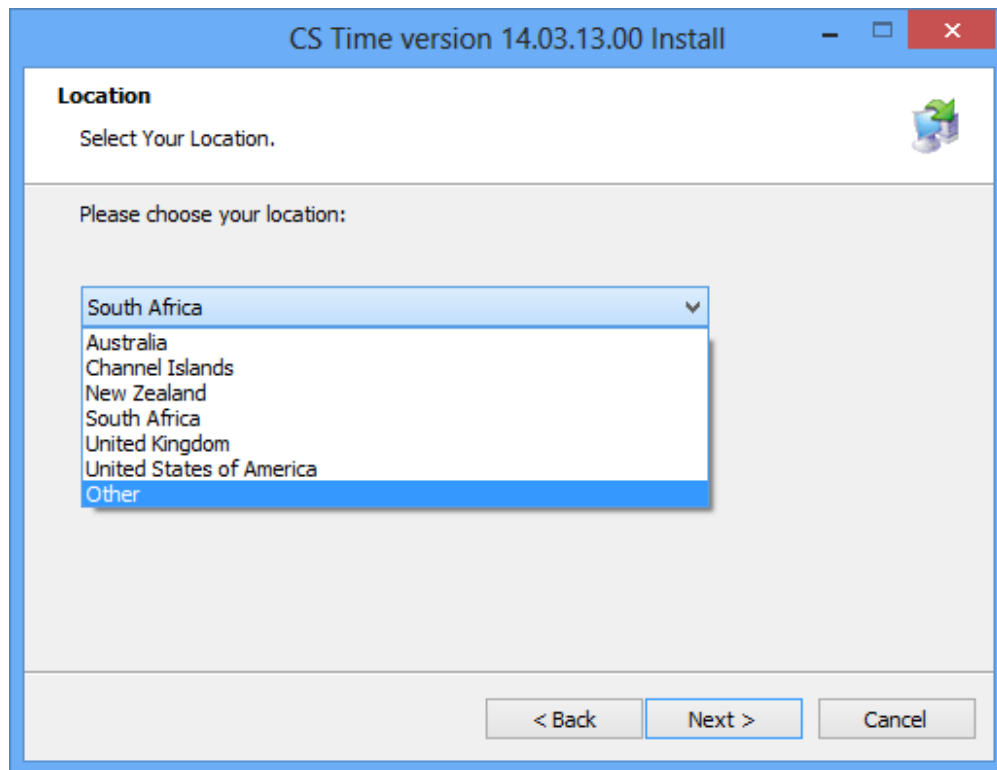 CS Time version 14.03.13.00 Install
Location
Select Your Location.
Please choose your location:
South Africa
Australia
Channel Islands
New Zealand
South Africa
United Kingdom
United States of America
Other
< Back Next > Cancel